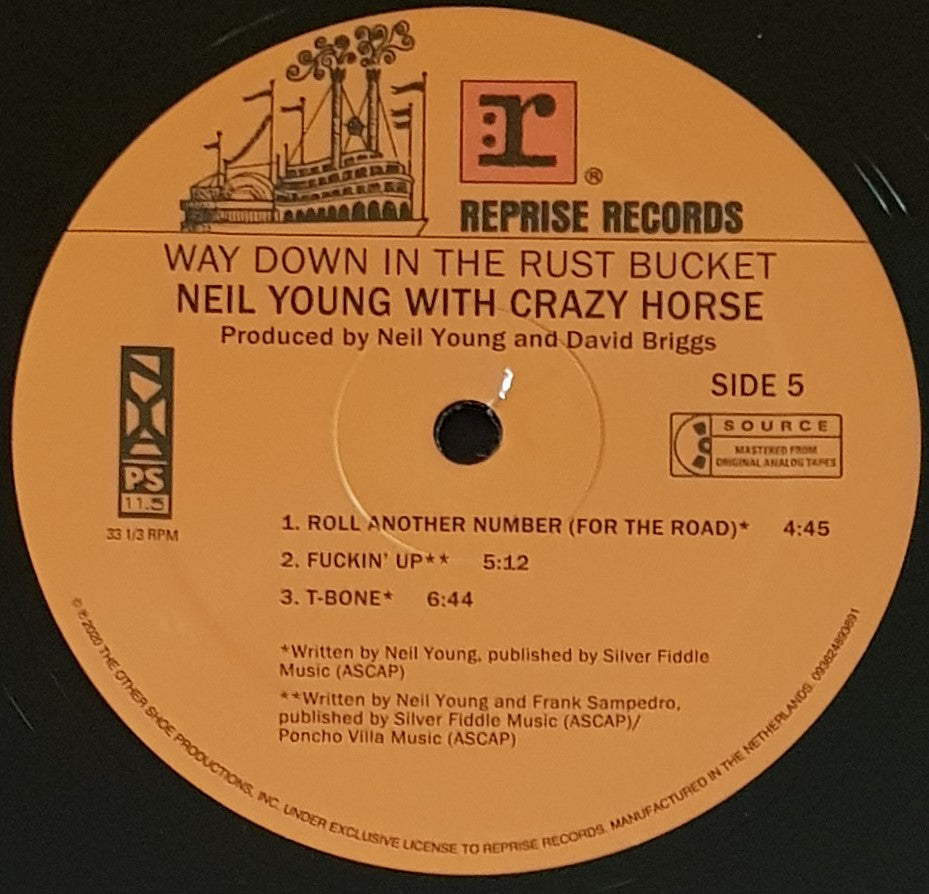 r
®
REPRISE RECORDS
WAY DOWN IN THE RUST BUCKET
NEIL YOUNG WITH CRAZY HORSE
Produced by Neil Young and David Briggs
SIDE 5
SOURCE
MASTERED FROM
ORIGINAL ANALOG TAPES
PS
11.5
33 1/3 RPM
1. ROLL ANOTHER NUMBER (FOR THE ROAD)* 4:45
2. FUCKIN' UP** 5:12
3. T-BONE* 6:44
*Written by Neil Young, published by Silver Fiddle
Music (ASCAP)
**Written by Neil Young and Frank Sampedro,
published by Silver Fiddle Music (ASCAP)/
Poncho Villa Music (ASCAP)
© ℗ 2020 THE OTHER SHOE PRODUCTIONS, INC. UNDER EXCLUSIVE LICENSE TO REPRISE RECORDS. MANUFACTURED IN THE NETHERLANDS. 093624893891